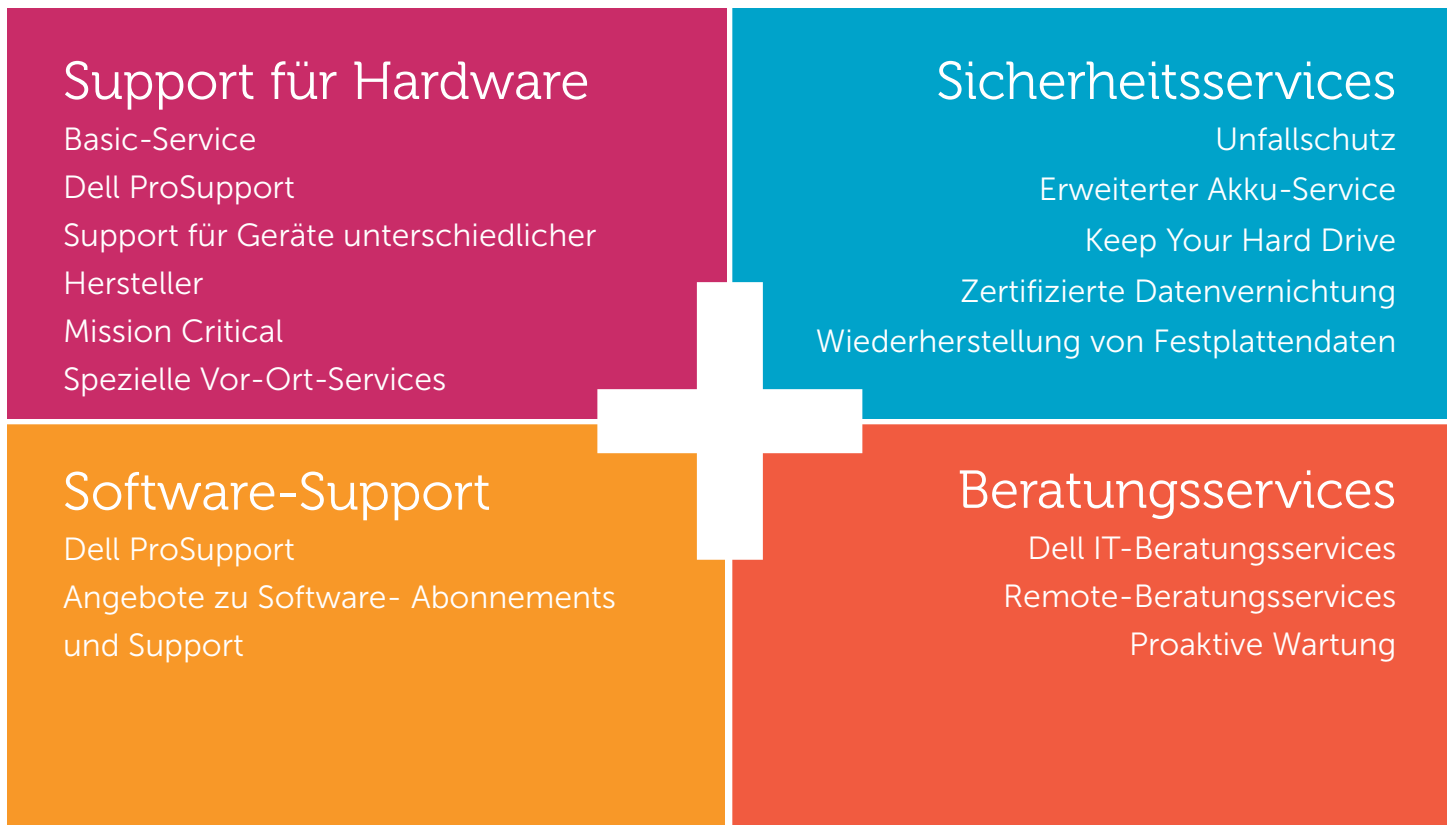 Support für Hardware
Basic-Service
Dell ProSupport
Support für Geräte unterschiedlicher
Hersteller
Mission Critical
Spezielle Vor-Ort-Services
Sicherheitsservices
Unfallschutz
Erweiterter Akku-Service
Keep Your Hard Drive
Zertifizierte Datenvernichtung
Wiederherstellung von Festplattendaten
Software-Support
Dell ProSupport
Angebote zu Software- Abonnements
und Support
Beratungsservices
Dell IT-Beratungsservices
Remote-Beratungsservices
Proaktive Wartung